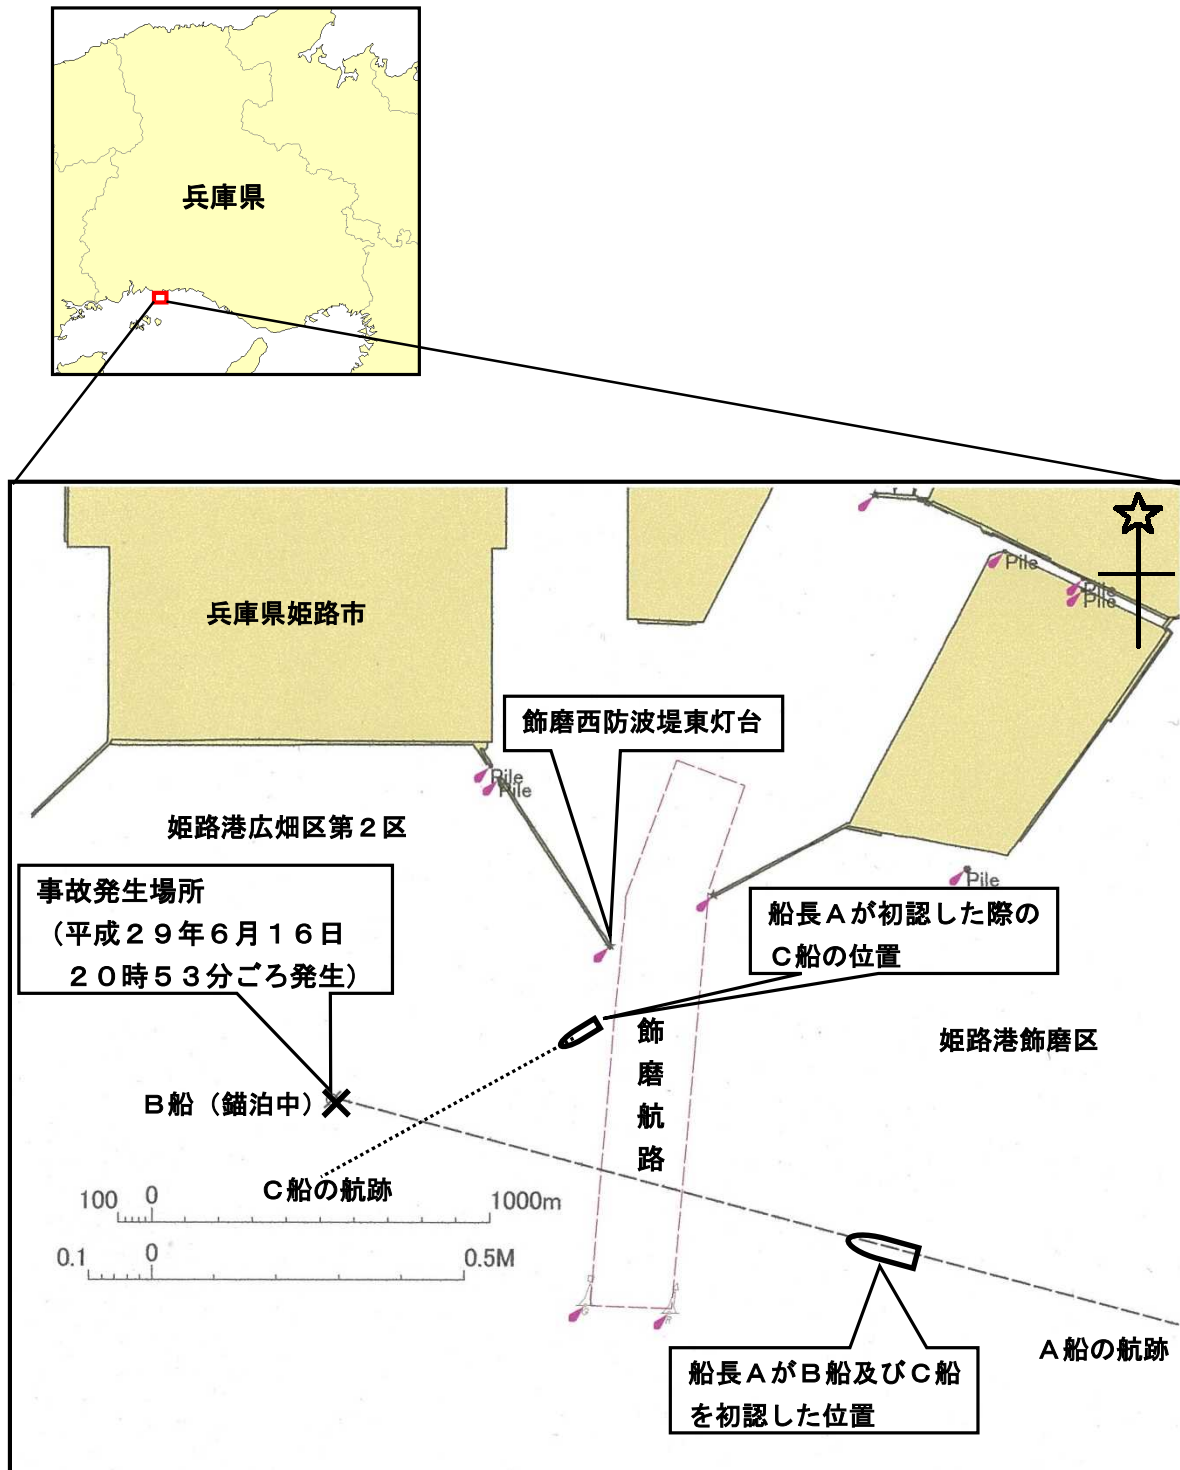 兵庫県
兵庫県姫路市
Pile
Pile
Pile
飾磨西防波堤東灯台
Pile
Pile
姫路港広畑区第２区
事故発生場所
（平成２９年６月１６日
２０時５３分ごろ発生）
Pile
船長Ａが初認した際の
Ｃ船の位置
飾磨航路
姫路港飾磨区
Ｂ船（錨泊中）
Ｃ船の航跡
100 0 1000m
0.1 0 0.5M
G
R
Ａ船の航跡
船長ＡがＢ船及びＣ船
を初認した位置